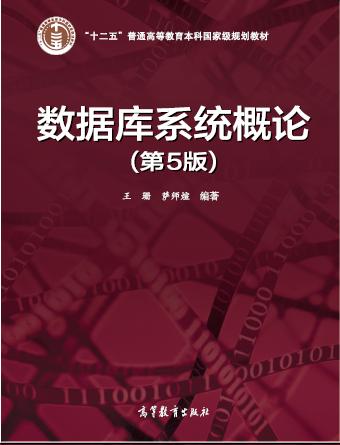 “十二五”普通高等教育本科国家级规划教材
数据库系统概论
（第5版）
王 珊 萨师煊 编著
高等教育出版社